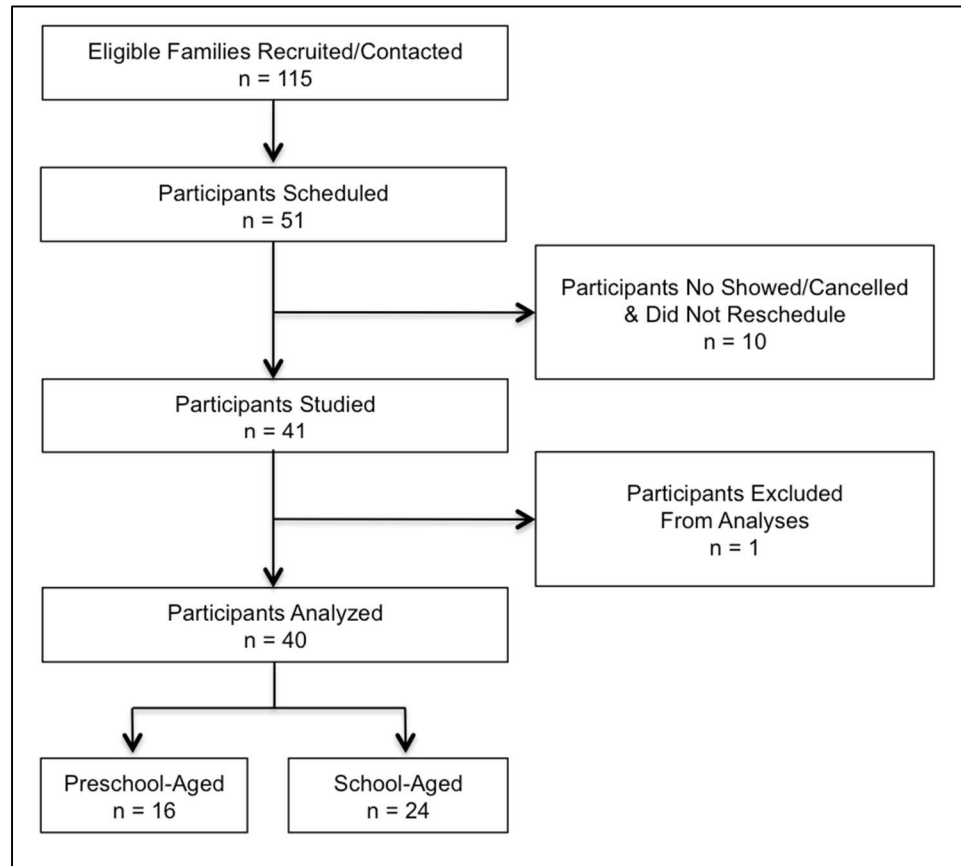 Eligible Families Recruited/Contacted
n = 115
Participants Scheduled
n = 51
Participants No Showed/Cancelled
& Did Not Reschedule
n = 10
Participants Studied
n = 41
Participants Excluded
From Analyses
n = 1
Participants Analyzed
n = 40
Preschool-Aged
n = 16
School-Aged
n = 24